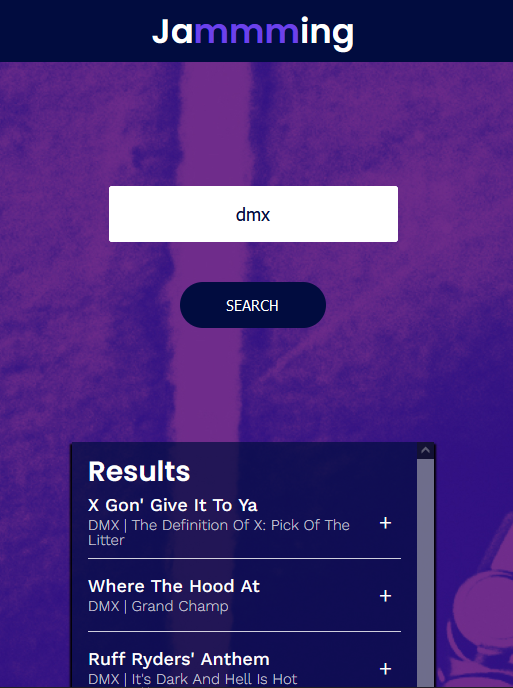 Jammming
dmx
SEARCH
Results
X Gon' Give It To Ya
DMX | The Definition Of X: Pick Of The
Litter
+
Where The Hood At
DMX | Grand Champ
+
Ruff Ryders' Anthem
DMX | It's Dark And Hell Is Hot
+